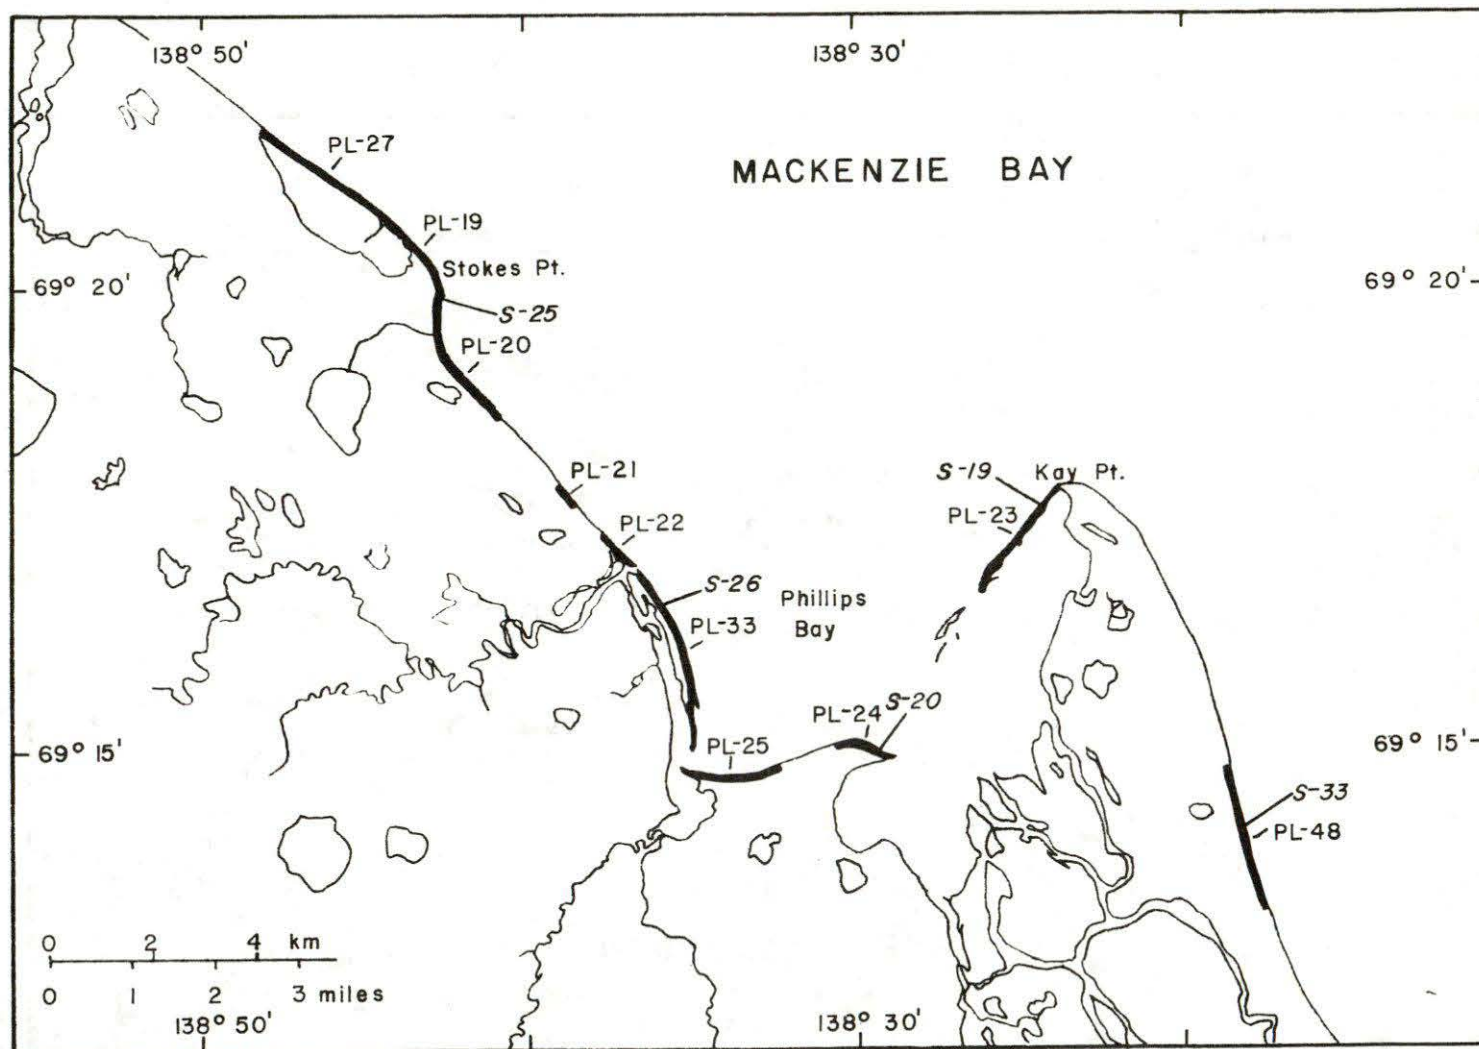 138° 50'
138° 30'
PL-27
MACKENZIE BAY
PL-19
Stokes Pt.
69° 20'
69° 20'
S-25
PL-20
PL-21
S-19
Kay Pt.
PL-23
PL-22
S-26
Phillips
Bay
PL-33
PL-24
S-20
69° 15'
PL-25
69° 15'
S-33
PL-48
0 2 4 km
0 1 2 3 miles
138° 50'
138° 30'